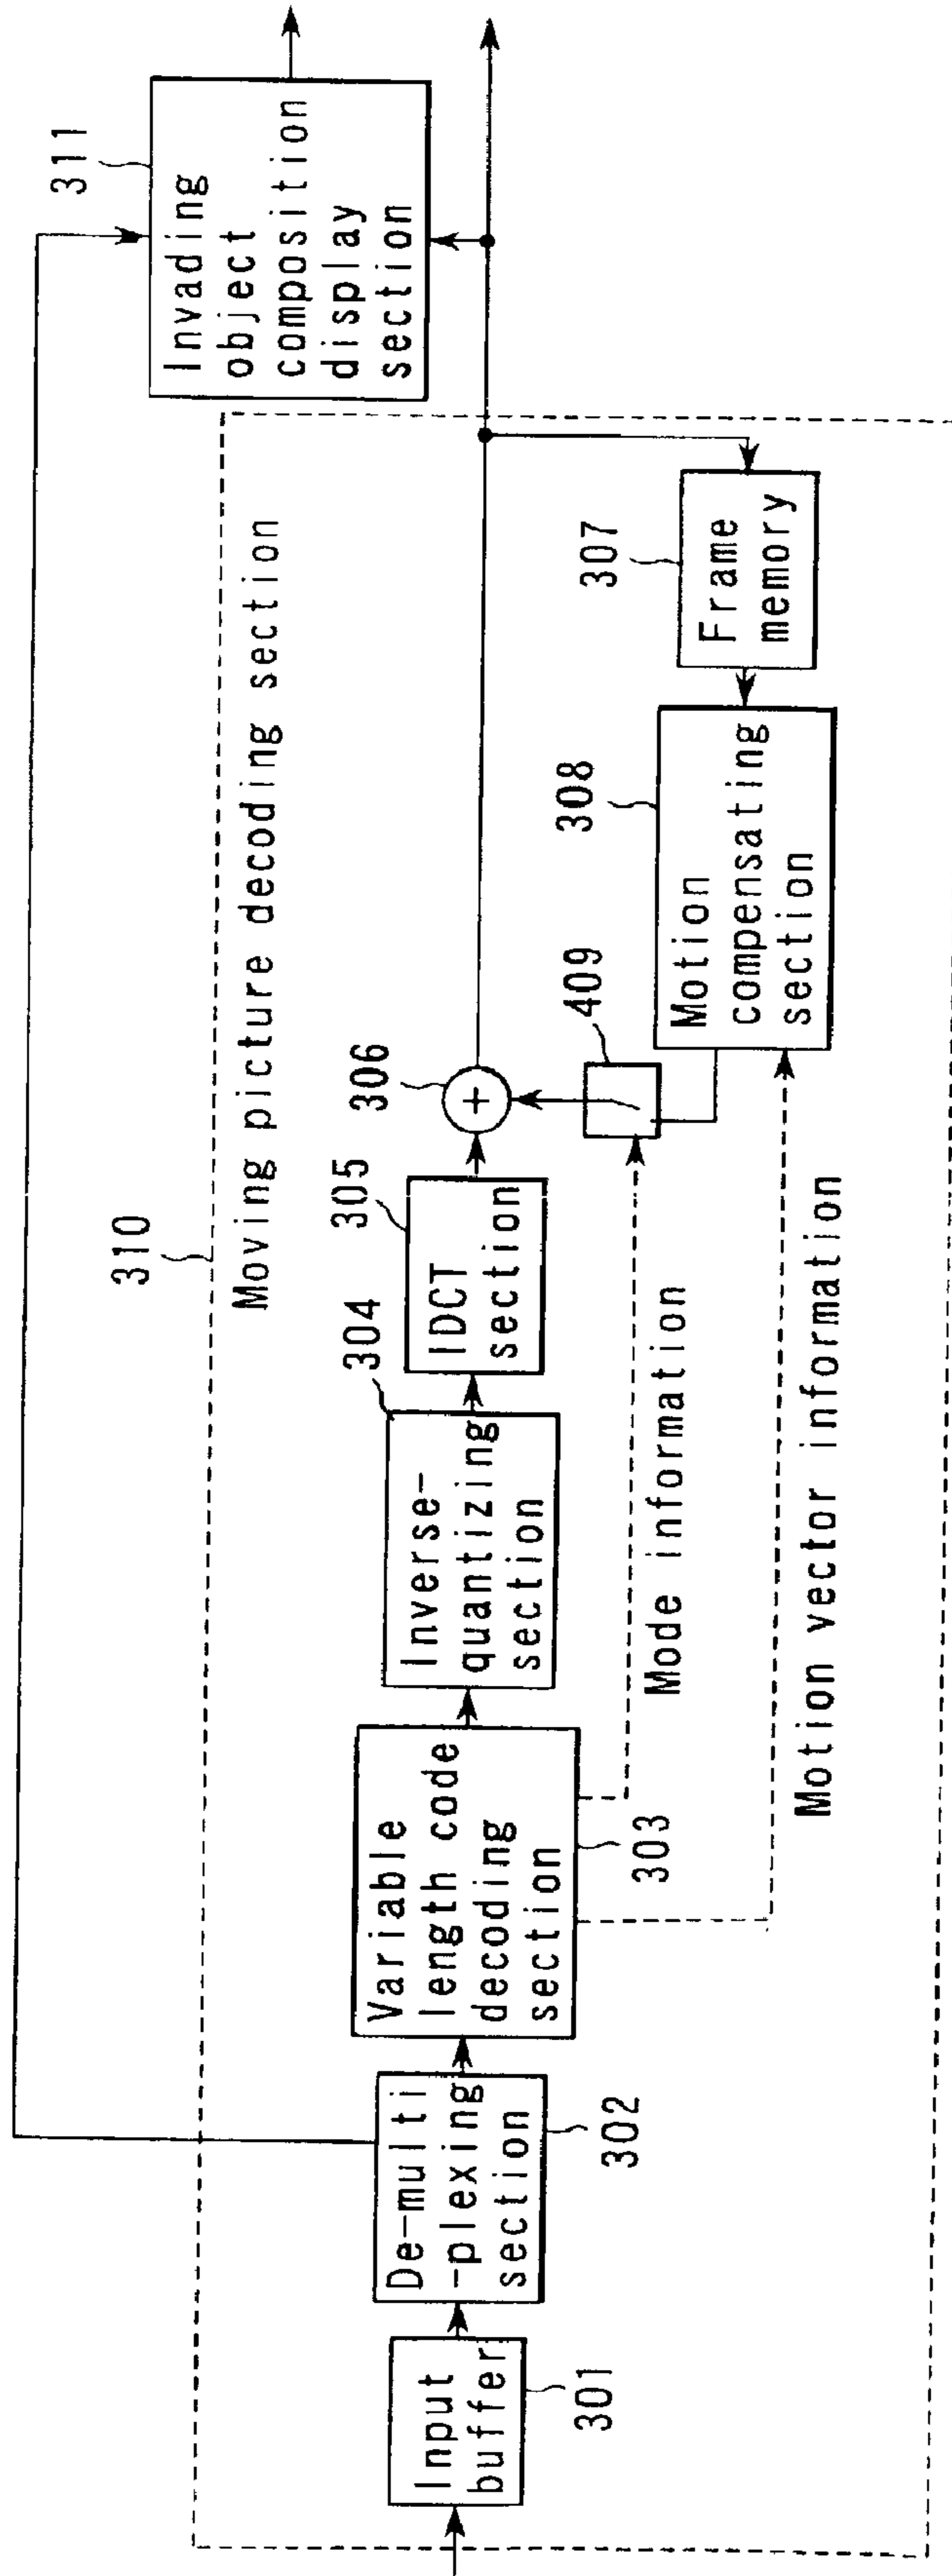 311
Invading
object
composition
display
section
310
Moving picture decoding section
301
Input
buffer
302
De-multi
-plexing
section
303
Variable
length code
decoding
section
304
Inverse-
quantizing
section
305
IDCT
section
306
+
409
308
Motion
compensating
section
307
Frame
memory
Mode information
Motion vector information